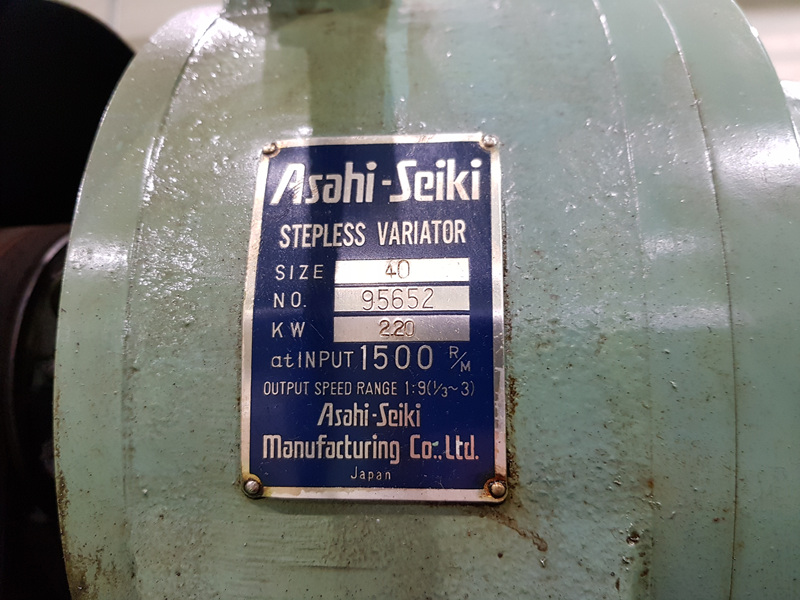 Asahi-Seiki
STEPLESS VARIATOR
SIZE 40
NO. 95652
KW 2.20
at INPUT 1500 R/M
OUTPUT SPEED RANGE 1:9(1/3~3)
Asahi-Seiki
Manufacturing Co.,Ltd.
Japan